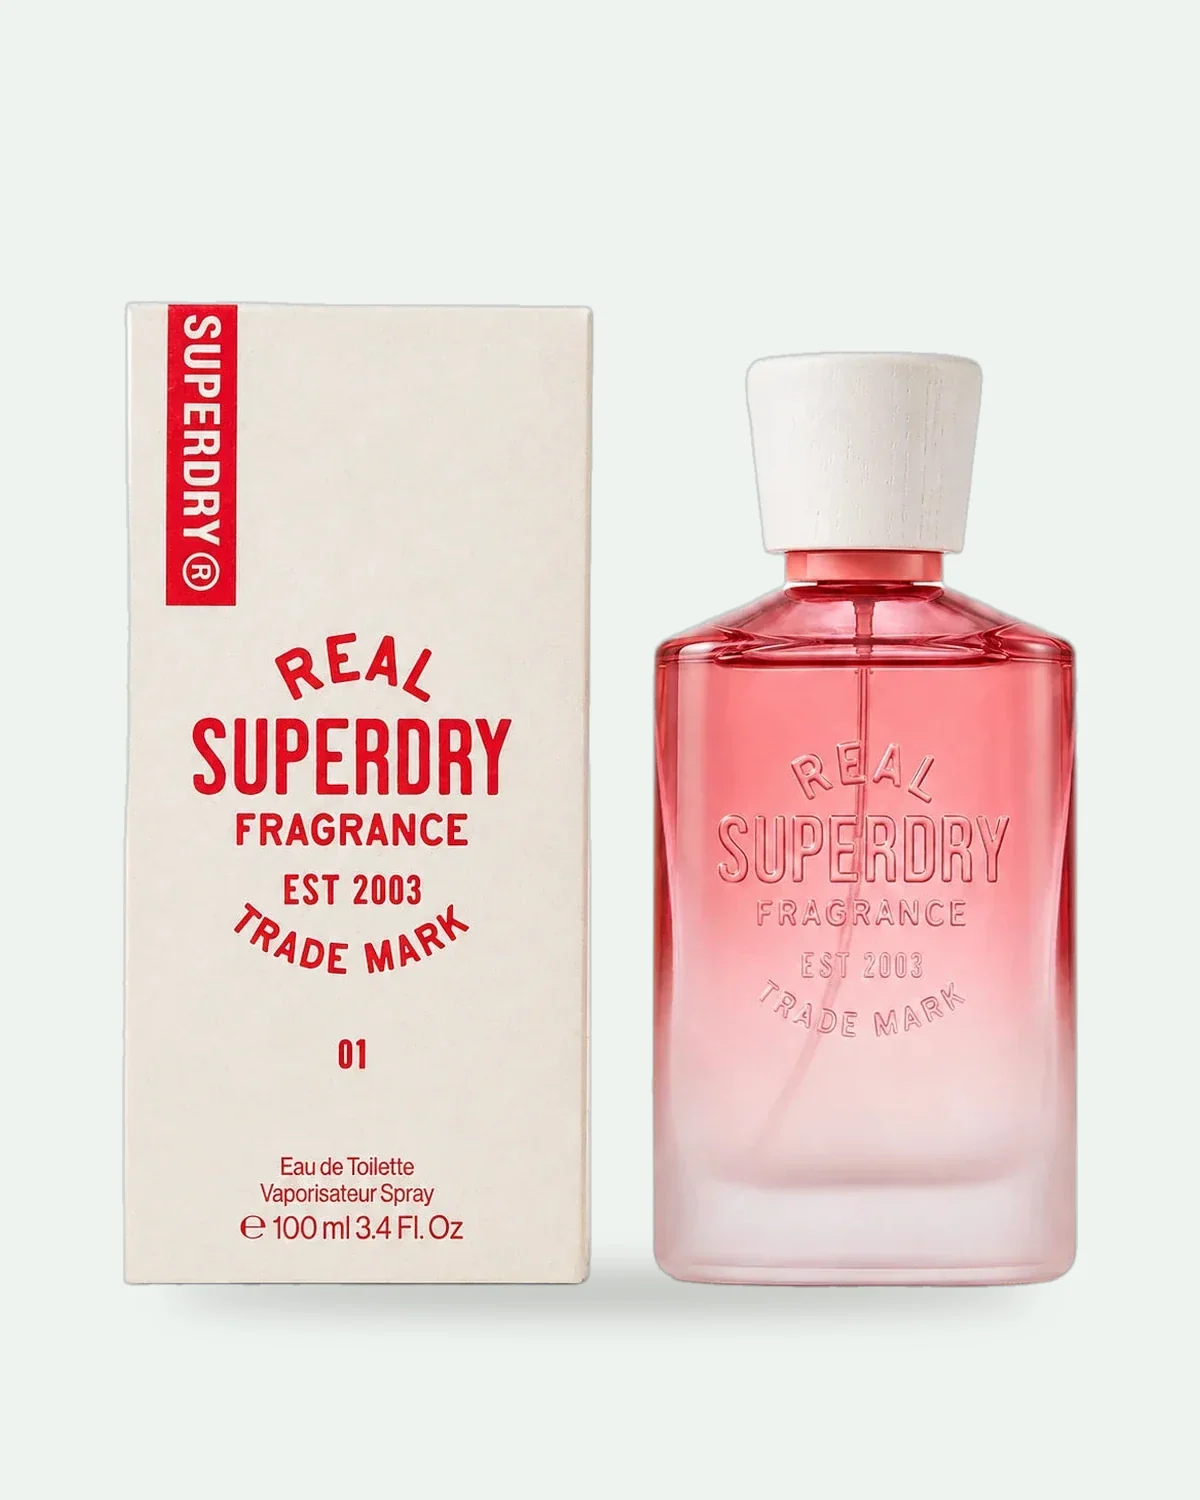 SUPERDRY®
REAL
SUPERDRY
FRAGRANCE
EST 2003
TRADE MARK
01
Eau de Toilette
Vaporisateur Spray
℮ 100 ml 3.4 Fl. Oz
REAL
SUPERDRY
FRAGRANCE
EST 2003
TRADE MARK